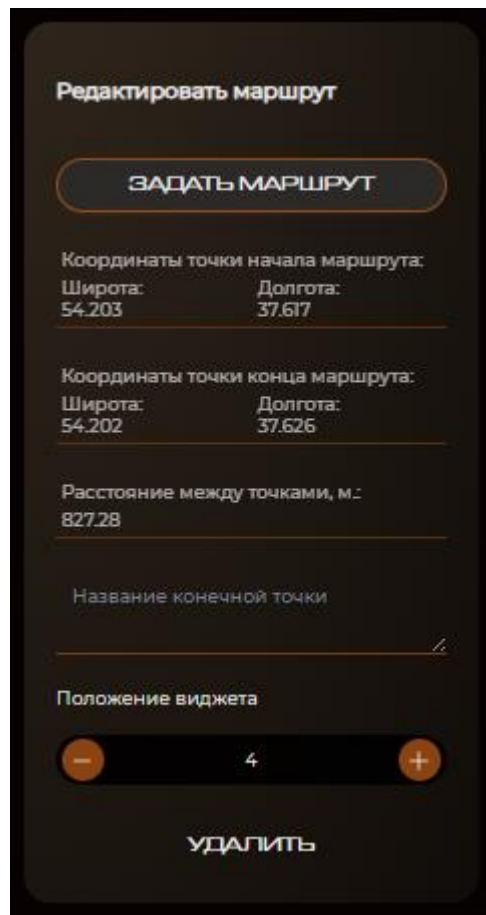 Редактировать маршрут
ЗАДАТЬ МАРШРУТ
Координаты точки начала маршрута:
Широта: Долгота:
54.203 37.617
Координаты точки конца маршрута:
Широта: Долгота:
54.202 37.626
Расстояние между точками, м.:
827.28
Название конечной точки
Положение виджета
− 4 +
УДАЛИТЬ